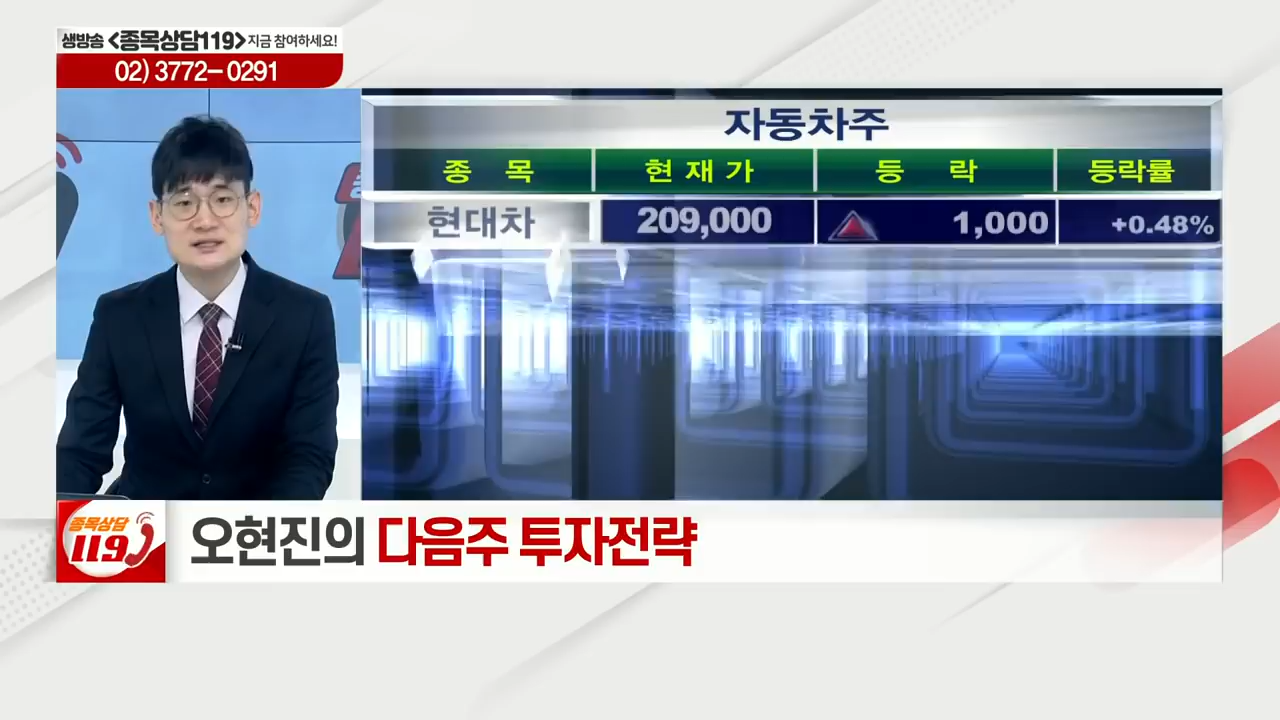 생방송 <종목상담119> 지금 참여하세요!
02) 3772-0291
자동차주
종 목 현재가 등 락 등락률
현대차 209,000 1,000 +0.48%
종목상담
119
오현진의 다음주 투자전략